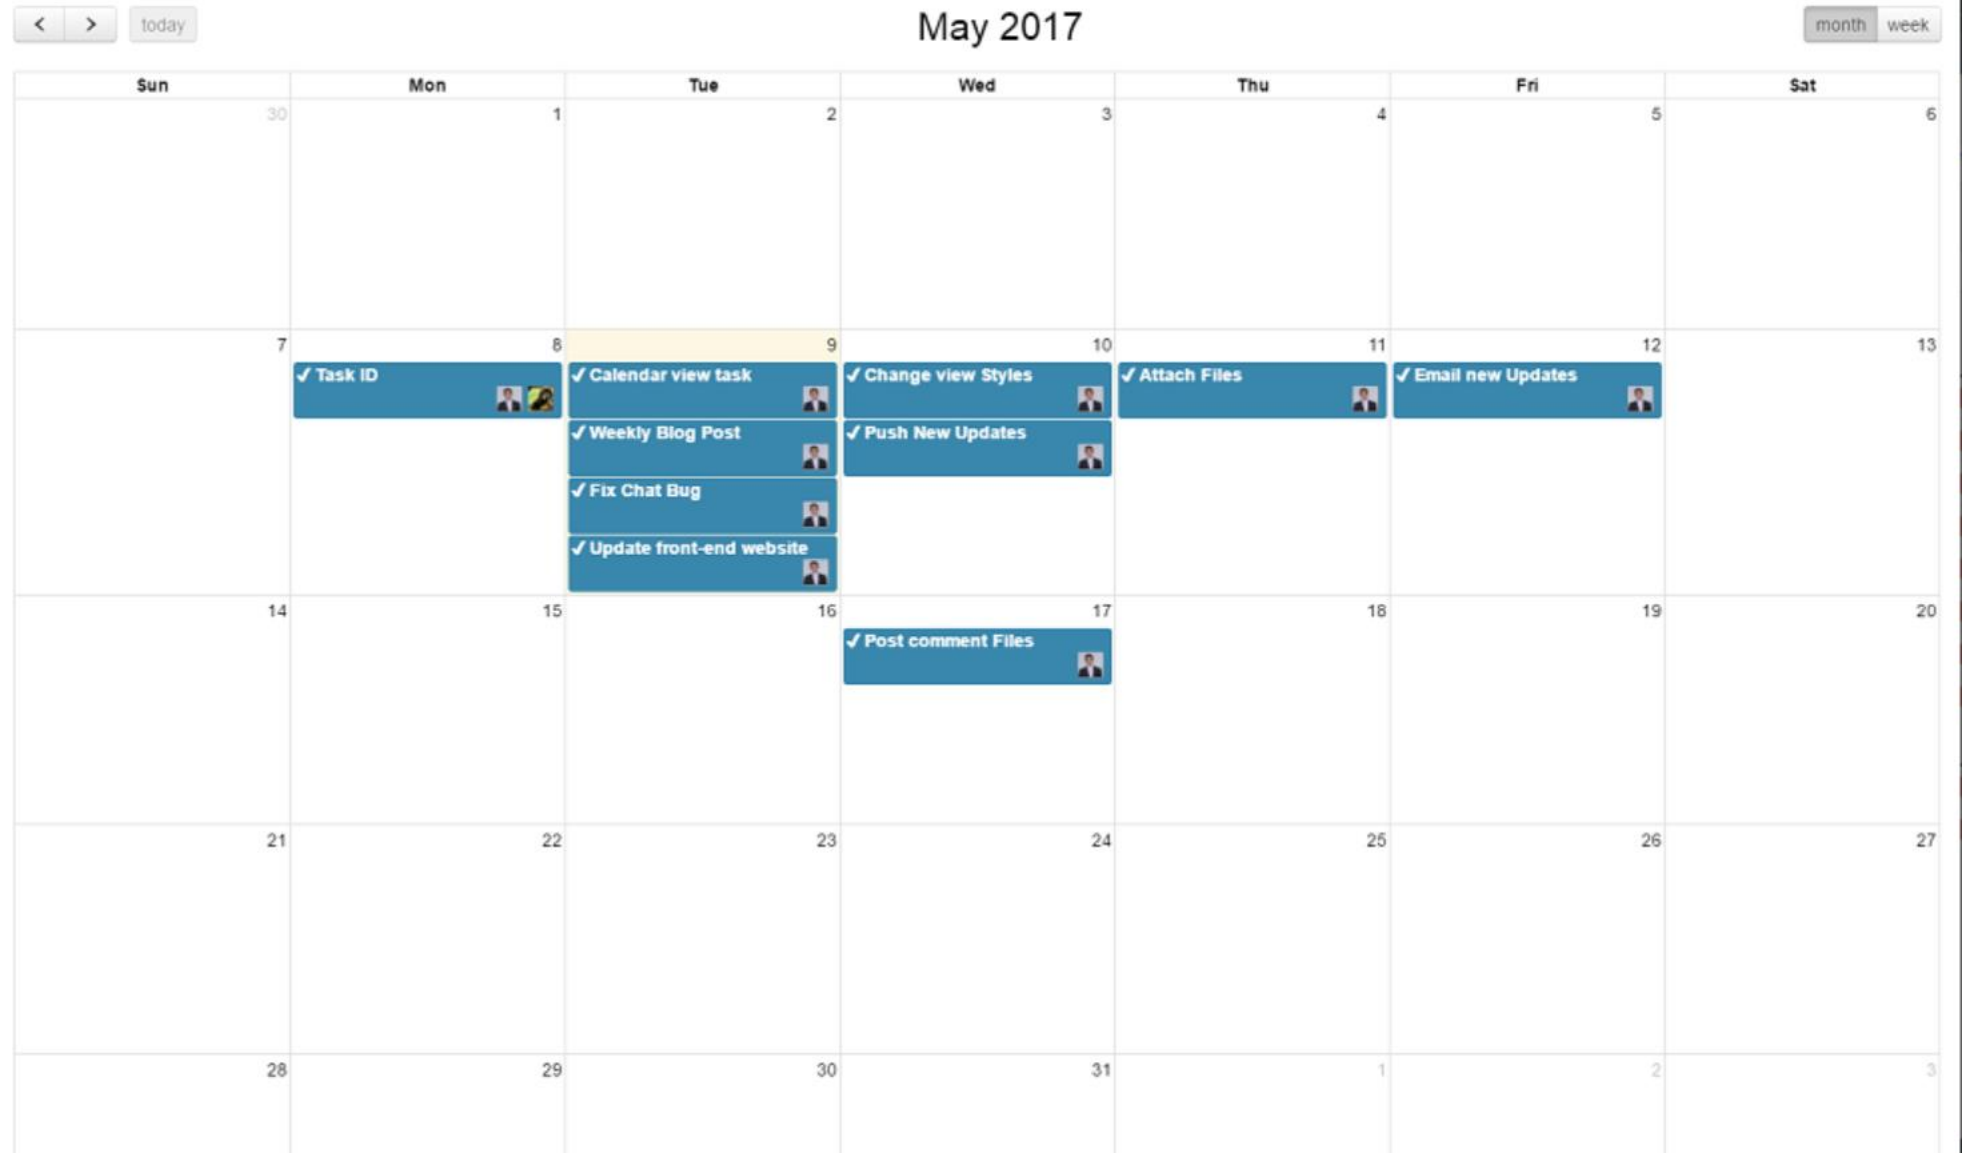 today
May 2017
month week
Sun Mon Tue Wed Thu Fri Sat
30 1 2 3 4 5 6
7 8 9 10 11 12 13
✓ Task ID ✓ Calendar view task ✓ Change view Styles ✓ Attach Files ✓ Email new Updates
✓ Weekly Blog Post ✓ Push New Updates
✓ Fix Chat Bug
✓ Update front-end website
14 15 16 17 18 19 20
✓ Post comment Files
21 22 23 24 25 26 27
28 29 30 31 1 2 3